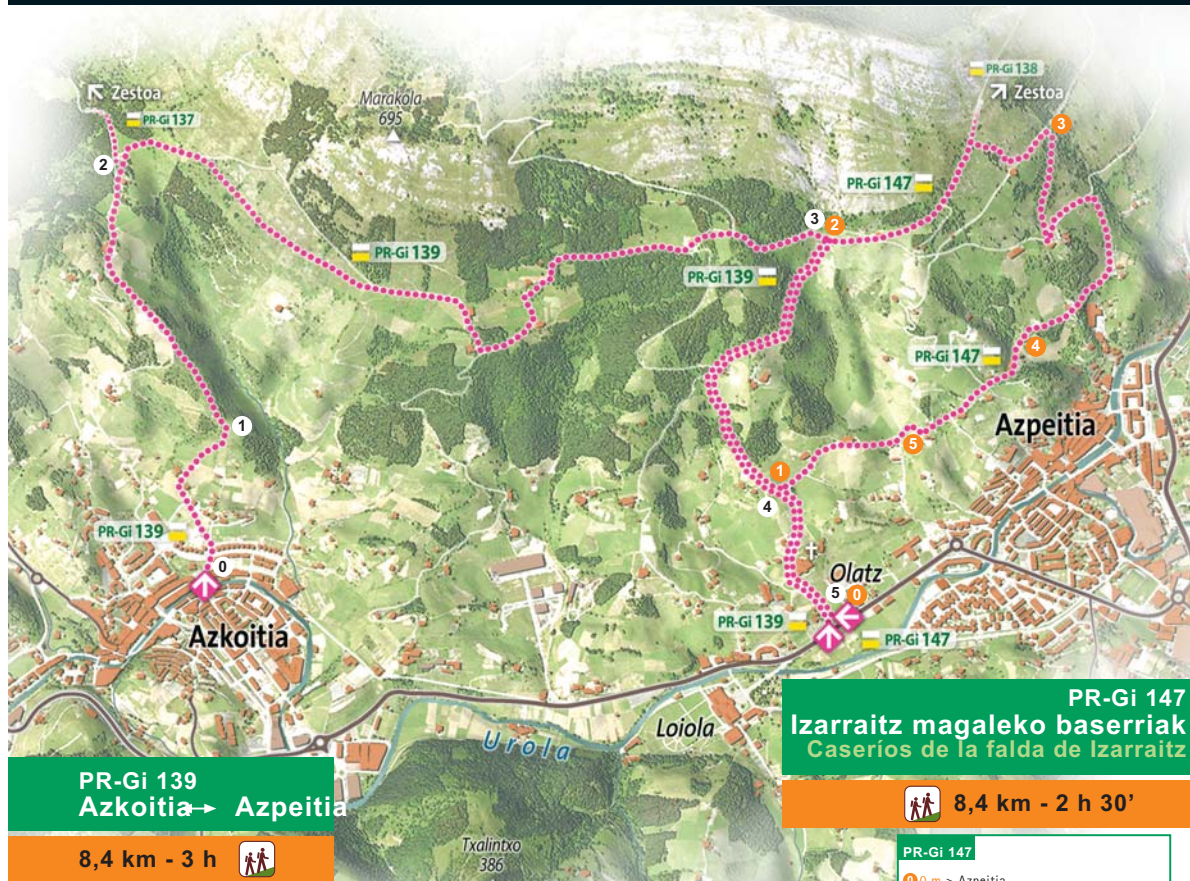 Zestoa
PR-Gi 137
Marakola
695
PR-Gi 138
Zestoa
3
2
PR-Gi 147
3
2
PR-Gi 139
PR-Gi 139
4
PR-Gi 147
Azpeitia
1
5
1
4
PR-Gi 139
0
Olatz
5
0
Azkoitia
PR-Gi 139
PR-Gi 147
Loiola
Urola
PR-Gi 147
Izarraitz magaleko baserriak
Caseríos de la falda de Izarraitz
8,4 km - 2 h 30’
PR-Gi 139
Azkoitia ↔ Azpeitia
8,4 km - 3 h
Txalintxo
386
PR-Gi 147
0 0 m > Azpeitia